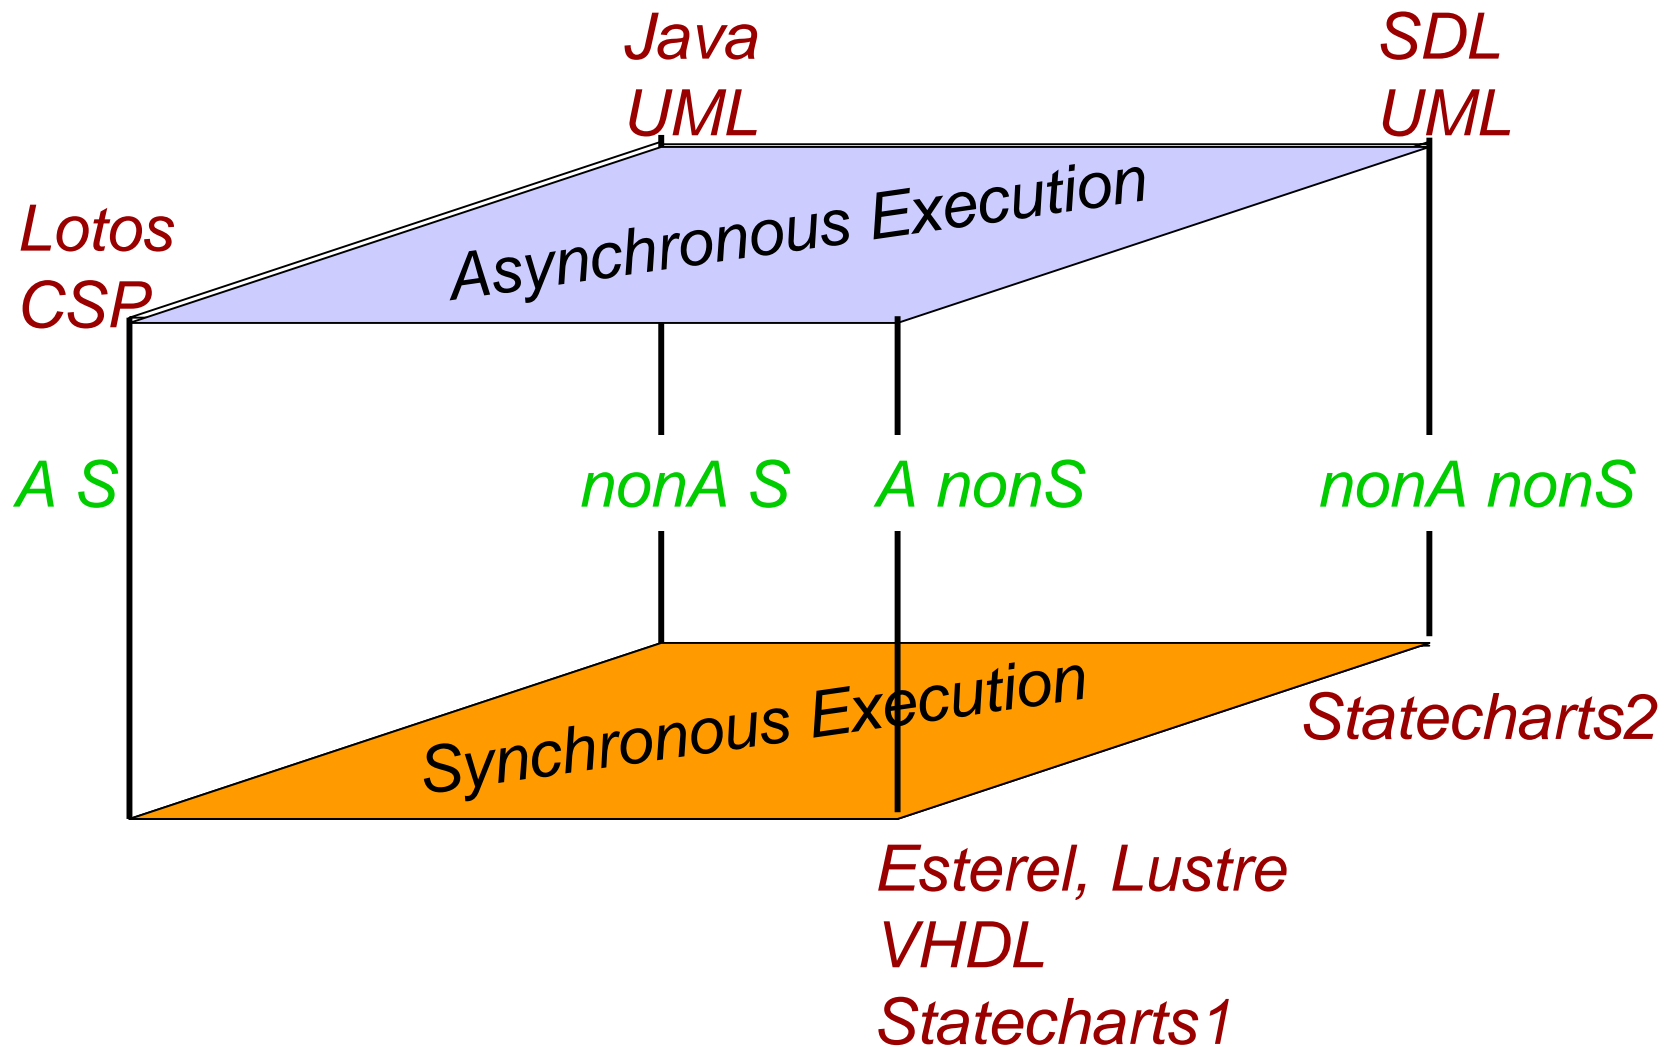 Java
UML
SDL
UML
Lotos
CSP
Asynchronous Execution
A S
nonA S
A nonS
nonA nonS
Synchronous Execution
Statecharts2
Esterel, Lustre
VHDL
Statecharts1